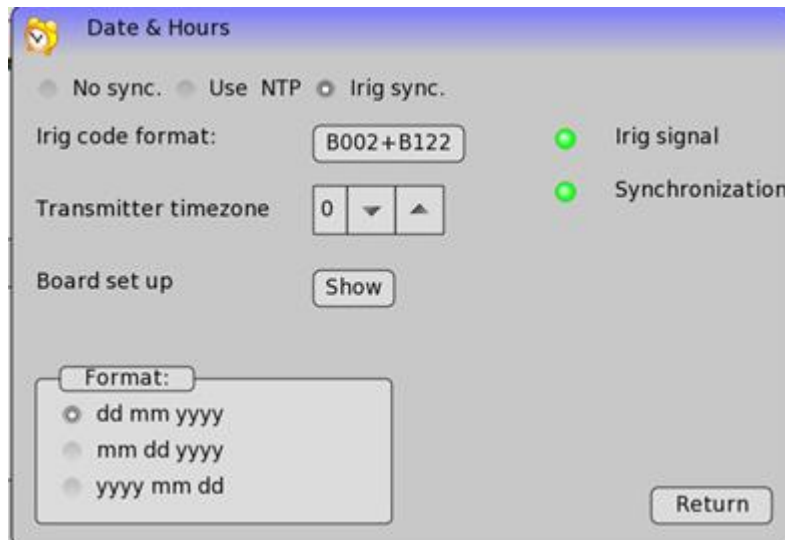 Date & Hours
No sync. Use NTP Irig sync.
Irig code format: B002+B122 Irig signal
Synchronization
Transmitter timezone 0
Board set up Show
Format:
dd mm yyyy
mm dd yyyy
yyyy mm dd
Return